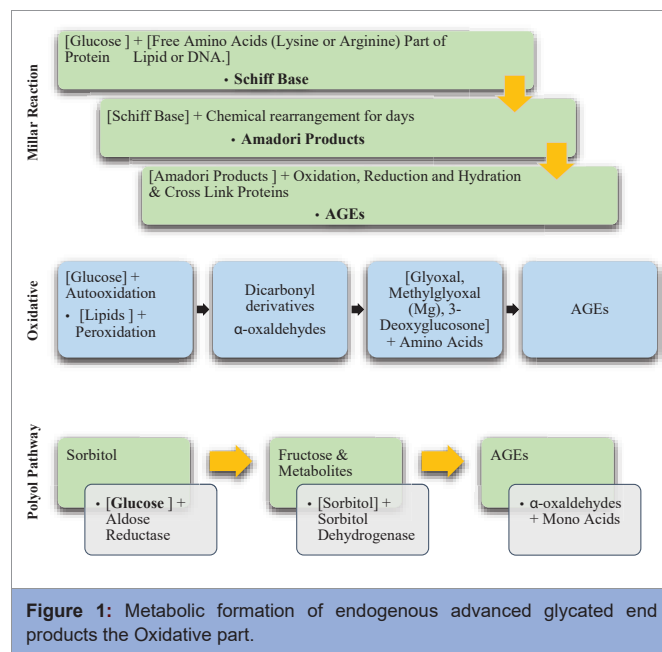 Millar Reaction
[Glucose ] + [Free Amino Acids (Lysine or Arginine) Part of
Protein Lipid or DNA.]
• Schiff Base
[Schiff Base] + Chemical rearrangement for days
• Amadori Products
[Amadori Products ] + Oxidation, Reduction and Hydration
& Cross Link Proteins
• AGEs
Oxidative
[Glucose] +
Autooxidation
• [Lipids ] +
Peroxidation
Dicarbonyl
derivatives
α-oxaldehydes
[Glyoxal,
Methylglyoxal
(Mg), 3-
Deoxyglucosone]
+ Amino Acids
AGEs
Polyol Pathway
Sorbitol
• [Glucose ] +
Aldose
Reductase
Fructose &
Metabolites
• [Sorbitol] +
Sorbitol
Dehydrogenase
AGEs
• α-oxaldehydes
+ Mono Acids
Figure 1: Metabolic formation of endogenous advanced glycated end
products the Oxidative part.